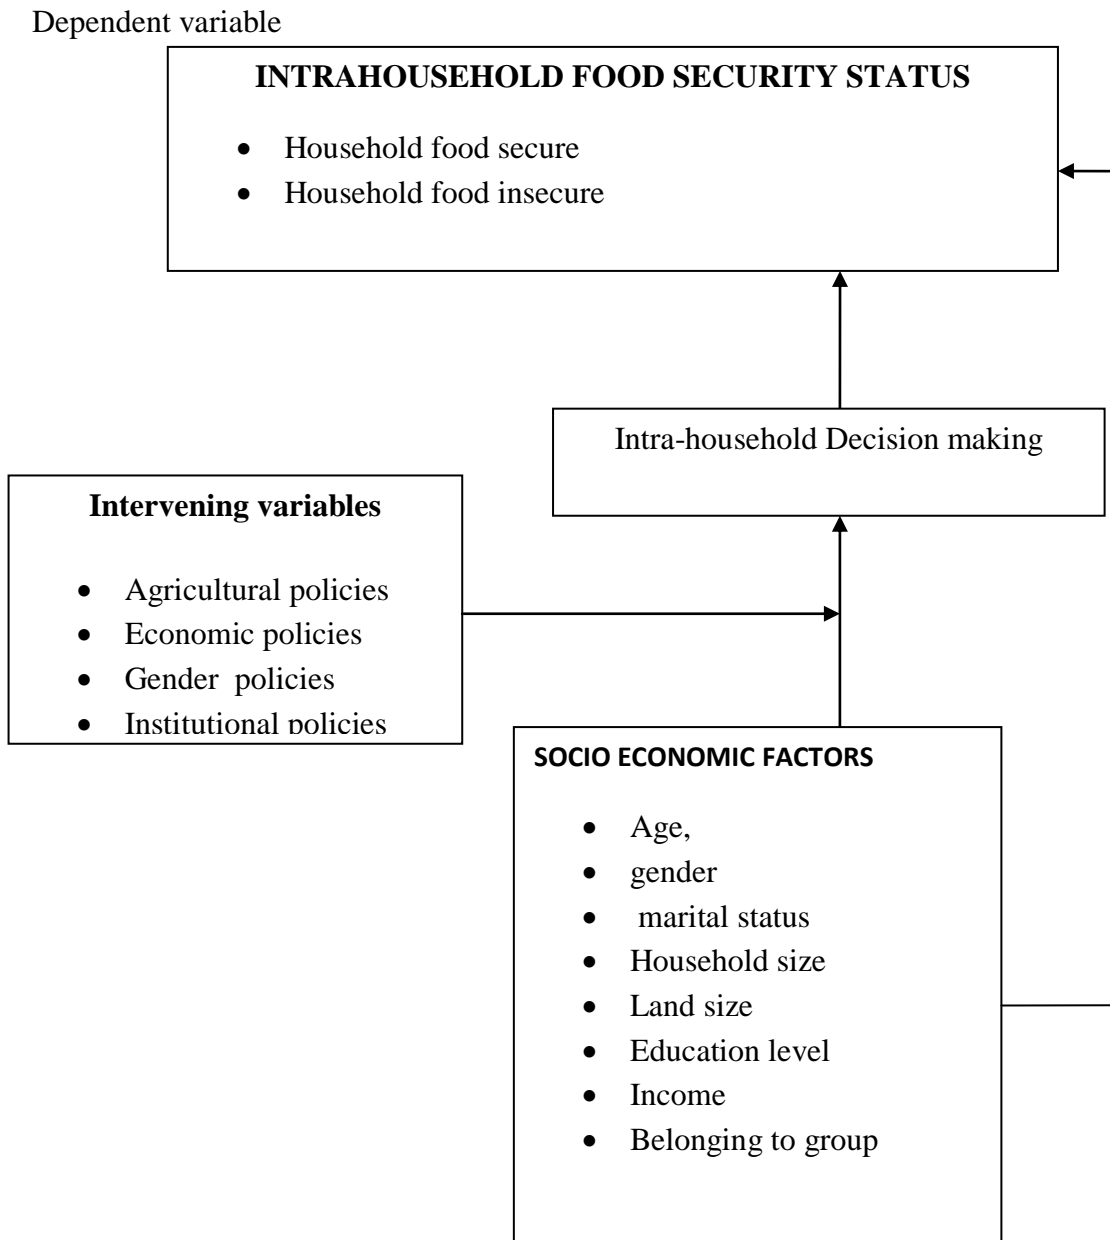 Dependent variable
INTRAHOUSEHOLD FOOD SECURITY STATUS
• Household food secure
• Household food insecure
Intra-household Decision making
Intervening variables
• Agricultural policies
• Economic policies
• Gender policies
• Institutional policies
SOCIO ECONOMIC FACTORS
• Age,
• gender
• marital status
• Household size
• Land size
• Education level
• Income
• Belonging to group